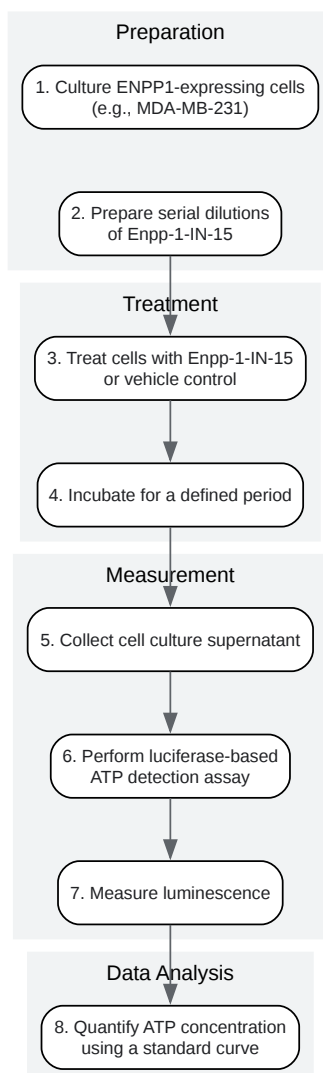 Preparation
1. Culture ENPP1-expressing cells
(e.g., MDA-MB-231)
2. Prepare serial dilutions
of Enpp-1-IN-15
Treatment
3. Treat cells with Enpp-1-IN-15
or vehicle control
4. Incubate for a defined period
Measurement
5. Collect cell culture supernatant
6. Perform luciferase-based
ATP detection assay
7. Measure luminescence
Data Analysis
8. Quantify ATP concentration
using a standard curve